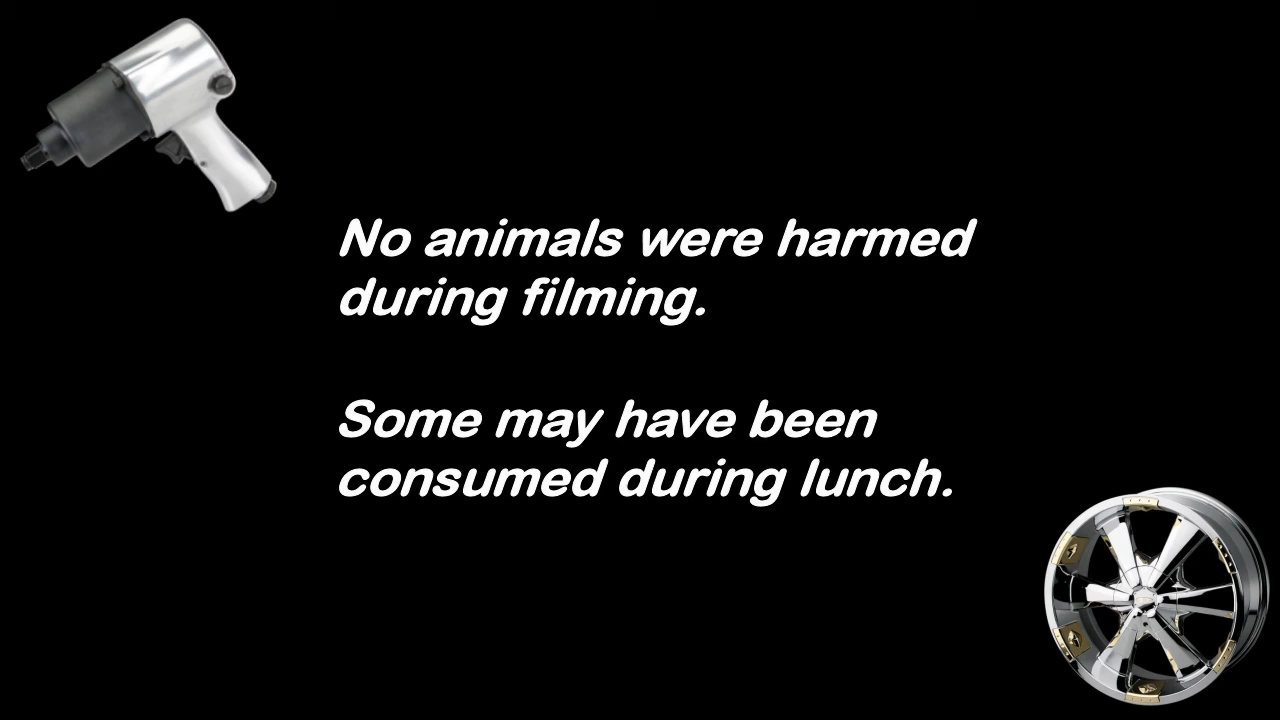 No animals were harmed
during filming.
Some may have been
consumed during lunch.